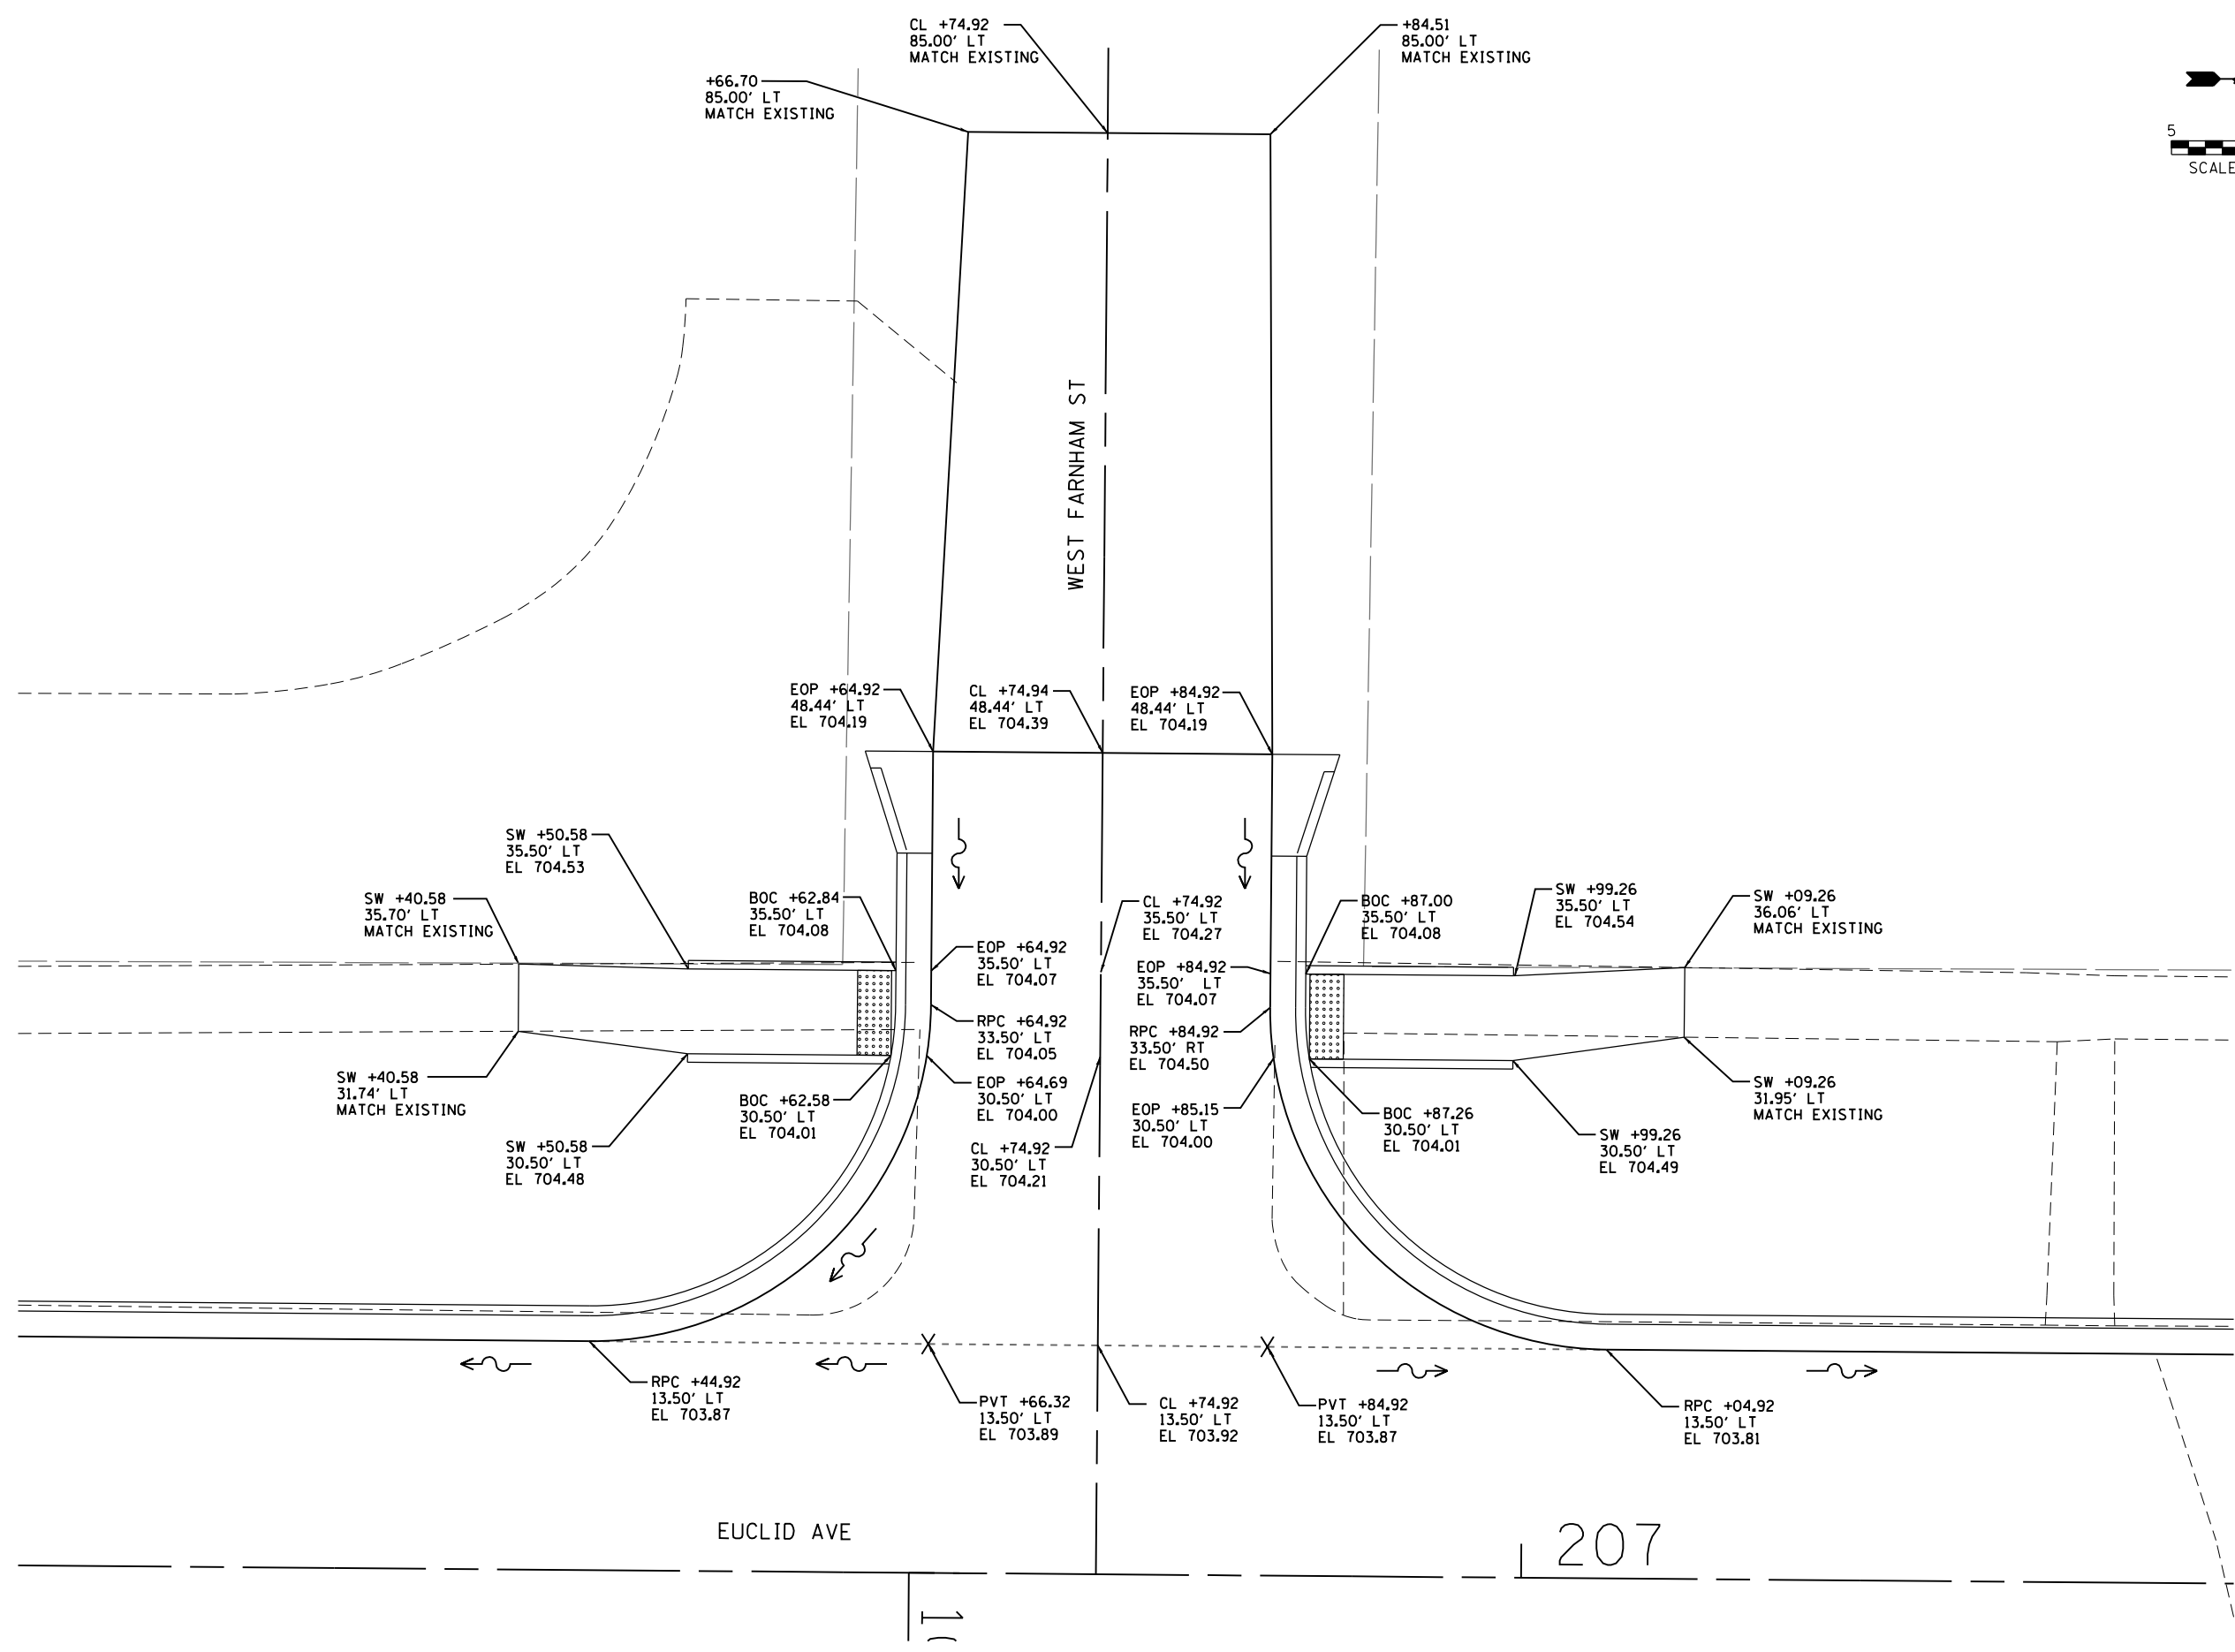 CL +74.92
85.00' LT
MATCH EXISTING
+84.51
85.00' LT
MATCH EXISTING
+66.70
85.00' LT
MATCH EXISTING
5
SCALE
WEST FARNHAM ST
EOP +64.92
48.44' LT
EL 704.19
CL +74.94
48.44' LT
EL 704.39
EOP +84.92
48.44' LT
EL 704.19
SW +50.58
35.50' LT
EL 704.53
SW +40.58
35.70' LT
MATCH EXISTING
BOC +62.84
35.50' LT
EL 704.08
CL +74.92
35.50' LT
EL 704.27
BOC +87.00
35.50' LT
EL 704.08
SW +99.26
35.50' LT
EL 704.54
SW +09.26
36.06' LT
MATCH EXISTING
EOP +64.92
35.50' LT
EL 704.07
EOP +84.92
35.50' LT
EL 704.07
RPC +64.92
33.50' LT
EL 704.05
RPC +84.92
33.50' RT
EL 704.50
SW +40.58
31.74' LT
MATCH EXISTING
EOP +64.69
30.50' LT
EL 704.00
SW +09.26
31.95' LT
MATCH EXISTING
BOC +62.58
30.50' LT
EL 704.01
EOP +85.15
30.50' LT
EL 704.00
BOC +87.26
30.50' LT
EL 704.01
SW +50.58
30.50' LT
EL 704.48
CL +74.92
30.50' LT
EL 704.21
SW +99.26
30.50' LT
EL 704.49
RPC +44.92
13.50' LT
EL 703.87
PVT +66.32
13.50' LT
EL 703.89
CL +74.92
13.50' LT
EL 703.92
PVT +84.92
13.50' LT
EL 703.87
RPC +04.92
13.50' LT
EL 703.81
EUCLID AVE
207